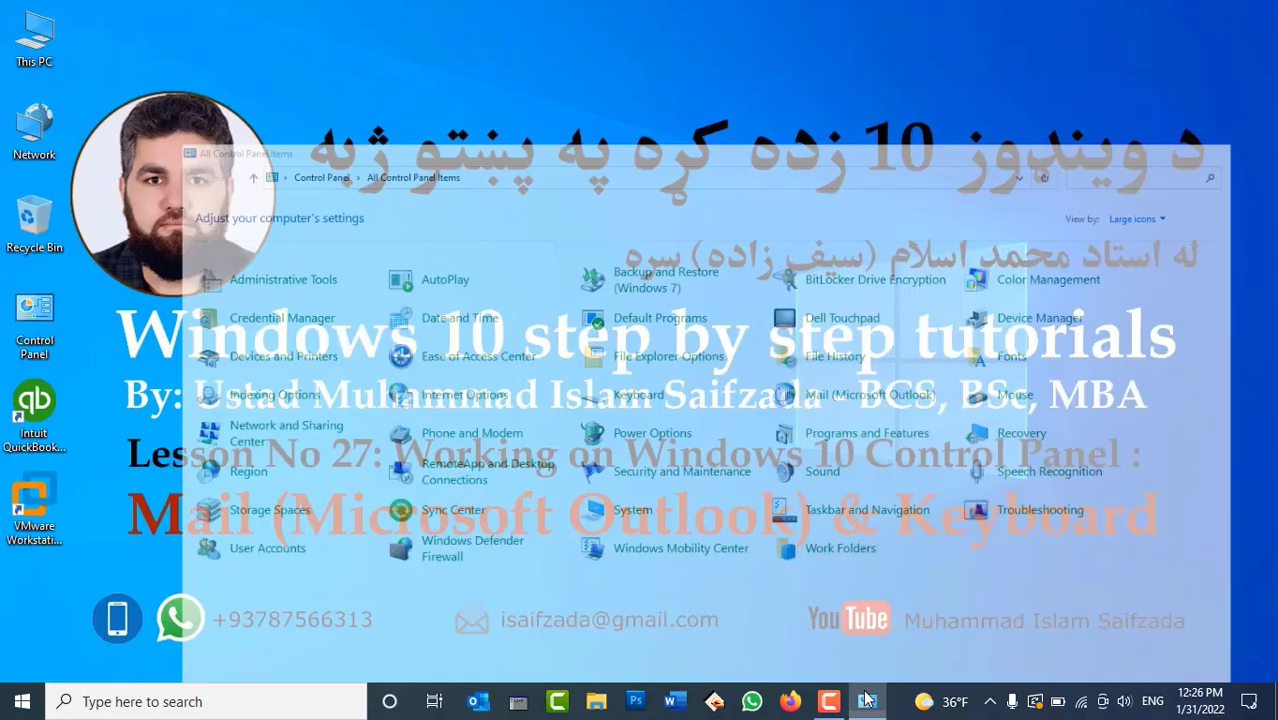 This PC
Network
Recycle Bin
Control
Panel
Intuit
QuickBook...
VMware
Workstati...
د وینډوز 10 زده کړه په پښتو ژبه
له استاد محمد اسلام (سیف زاده) سره
Windows 10 step by step tutorials
By: Ustad Muhammad Islam Saifzada - BCS, BSc, MBA
Lesson No 27: Working on Windows 10 Control Panel :
Mail (Microsoft Outlook) & Keyboard
+93787566313
isaifzada@gmail.com
YouTube Muhammad Islam Saifzada
All Control Panel Items
Control Panel › All Control Panel Items
Adjust your computer's settings
View by: Large icons
Administrative Tools
AutoPlay
Backup and Restore
(Windows 7)
BitLocker Drive Encryption
Color Management
Credential Manager
Date and Time
Default Programs
Dell Touchpad
Device Manager
Devices and Printers
Ease of Access Center
File Explorer Options
File History
Fonts
Indexing Options
Internet Options
Keyboard
Mail (Microsoft Outlook)
Mouse
Network and Sharing
Center
Phone and Modem
Power Options
Programs and Features
Recovery
Region
RemoteApp and Desktop
Connections
Security and Maintenance
Sound
Speech Recognition
Storage Spaces
Sync Center
System
Taskbar and Navigation
Troubleshooting
User Accounts
Windows Defender
Firewall
Windows Mobility Center
Work Folders
Type here to search
36°F
ENG
12:26 PM
1/31/2022